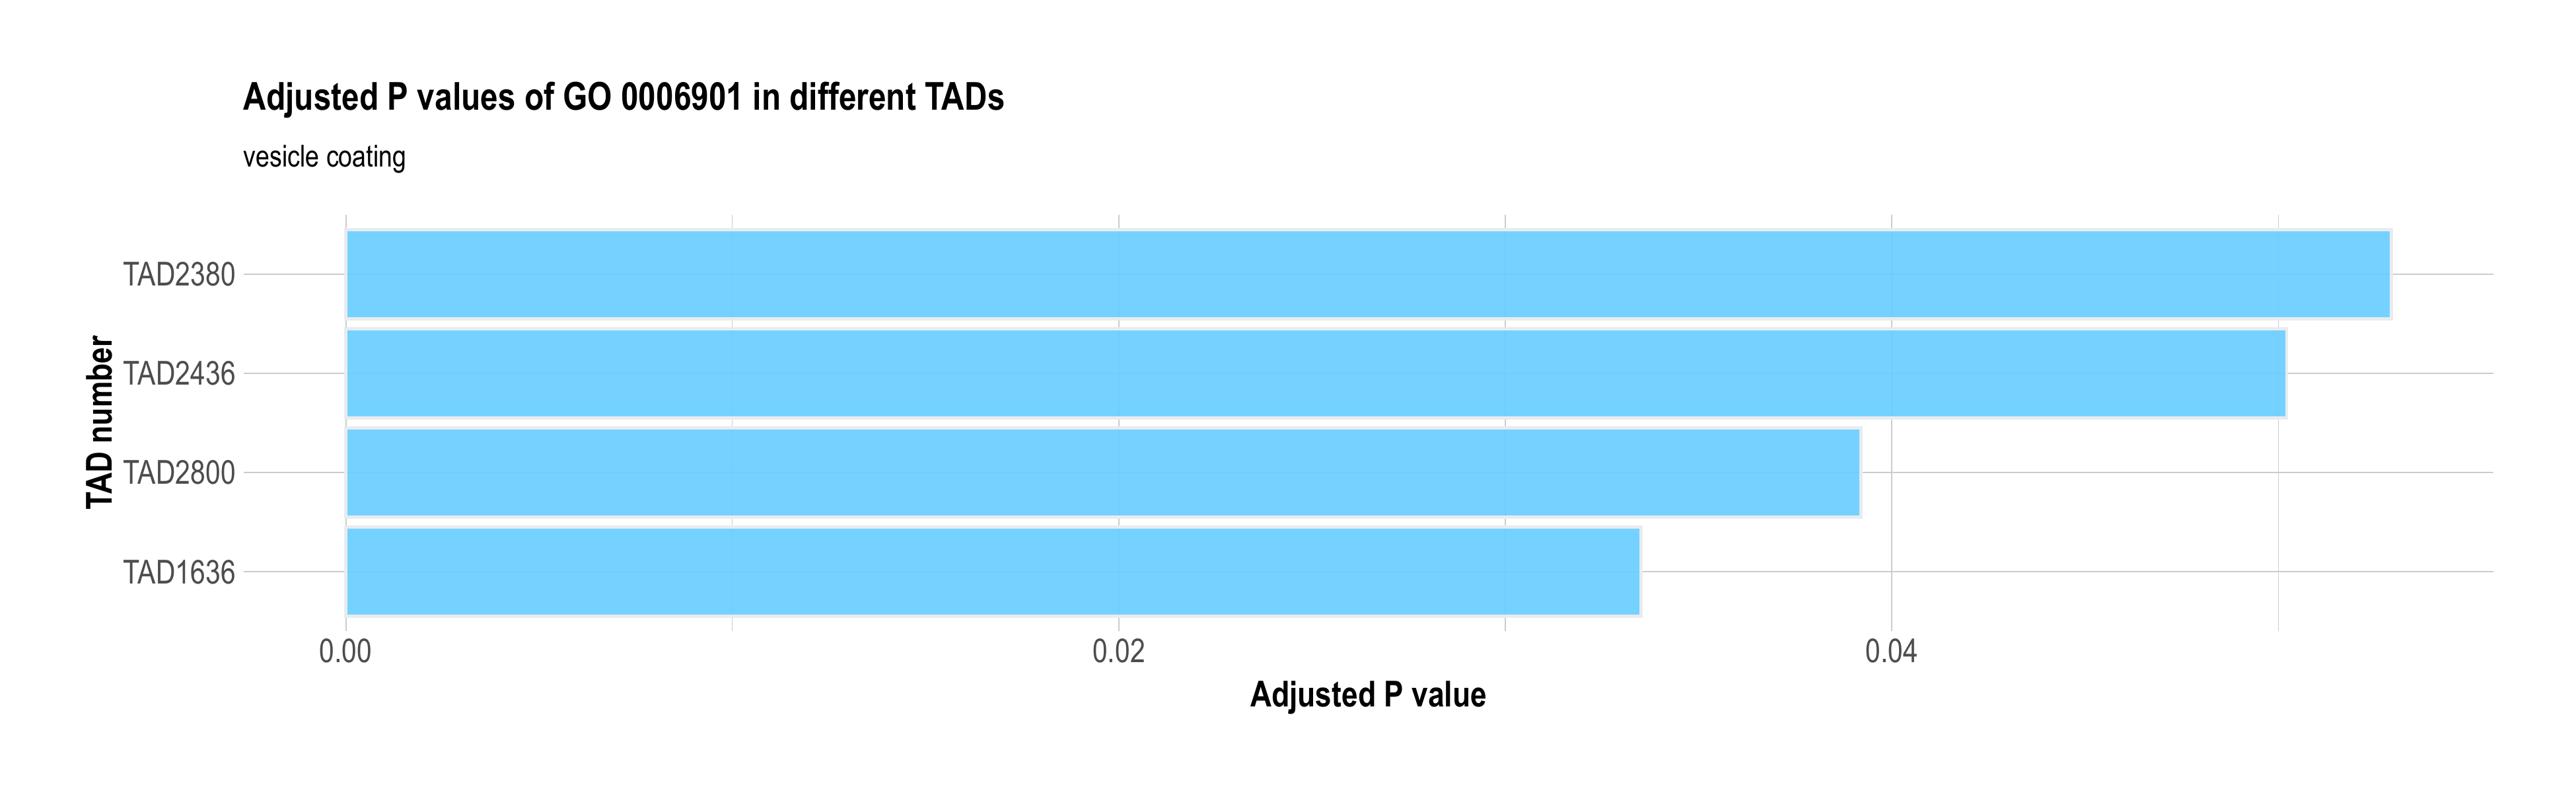 Adjusted P values of GO 0006901 in different TADs
vesicle coating
TAD number
TAD2380
TAD2436
TAD2800
TAD1636
0.00 0.02 0.04
Adjusted P value